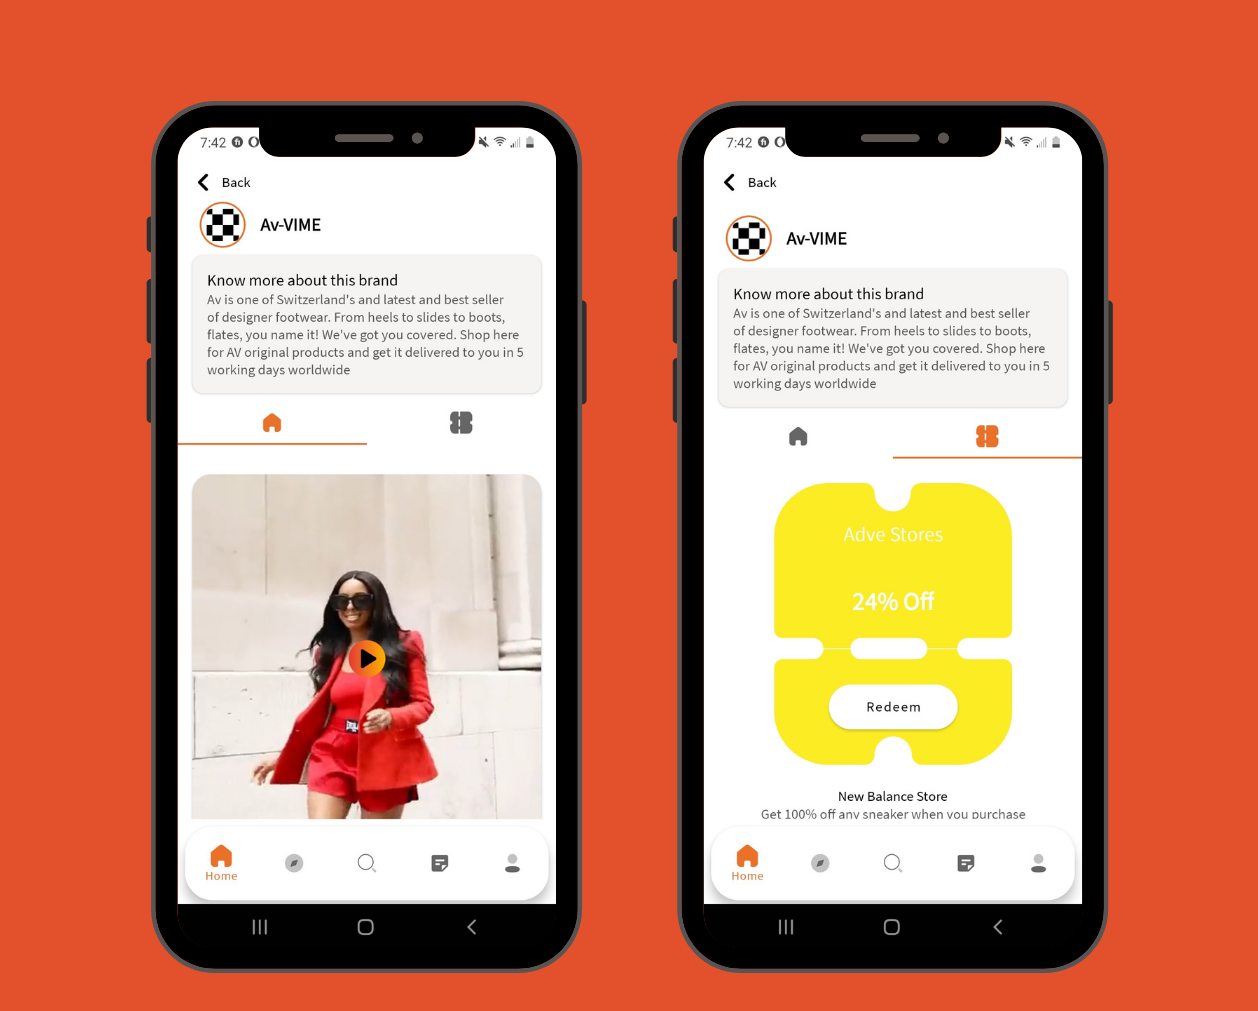 7:42
Back
Av-VIME
Know more about this brand
Av is one of Switzerland's and latest and best seller
of designer footwear. From heels to slides to boots,
flates, you name it! We've got you covered. Shop here
for AV original products and get it delivered to you in 5
working days worldwide
Home
7:42
Back
Av-VIME
Know more about this brand
Av is one of Switzerland's and latest and best seller
of designer footwear. From heels to slides to boots,
flates, you name it! We've got you covered. Shop here
for AV original products and get it delivered to you in 5
working days worldwide
Adve Stores
24% Off
Redeem
New Balance Store
Get 100% off any sneaker when you purchase
Home